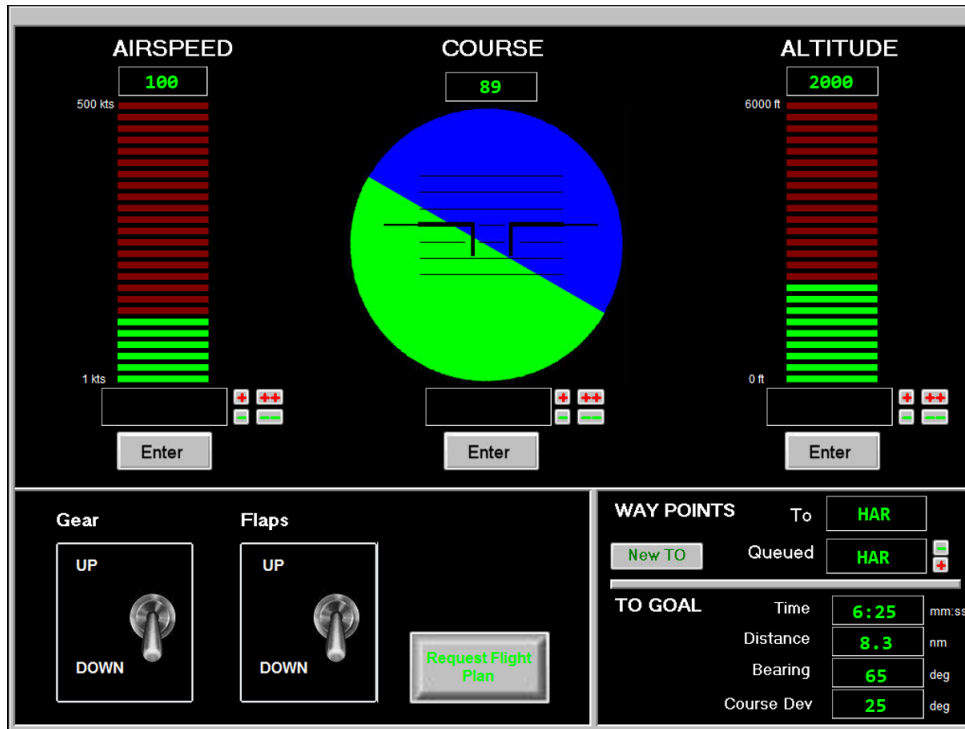 AIRSPEED
100
500 kts
1 kts
+ ++
- --
Enter
COURSE
89
+ ++
- --
Enter
ALTITUDE
2000
6000 ft
0 ft
+ ++
- --
Enter
Gear
UP
DOWN
Flaps
UP
DOWN
Request Flight
Plan
WAY POINTS
To HAR
New TO
Queued HAR
-
+
TO GOAL
Time 6:25 mm:ss
Distance 8.3 nm
Bearing 65 deg
Course Dev 25 deg